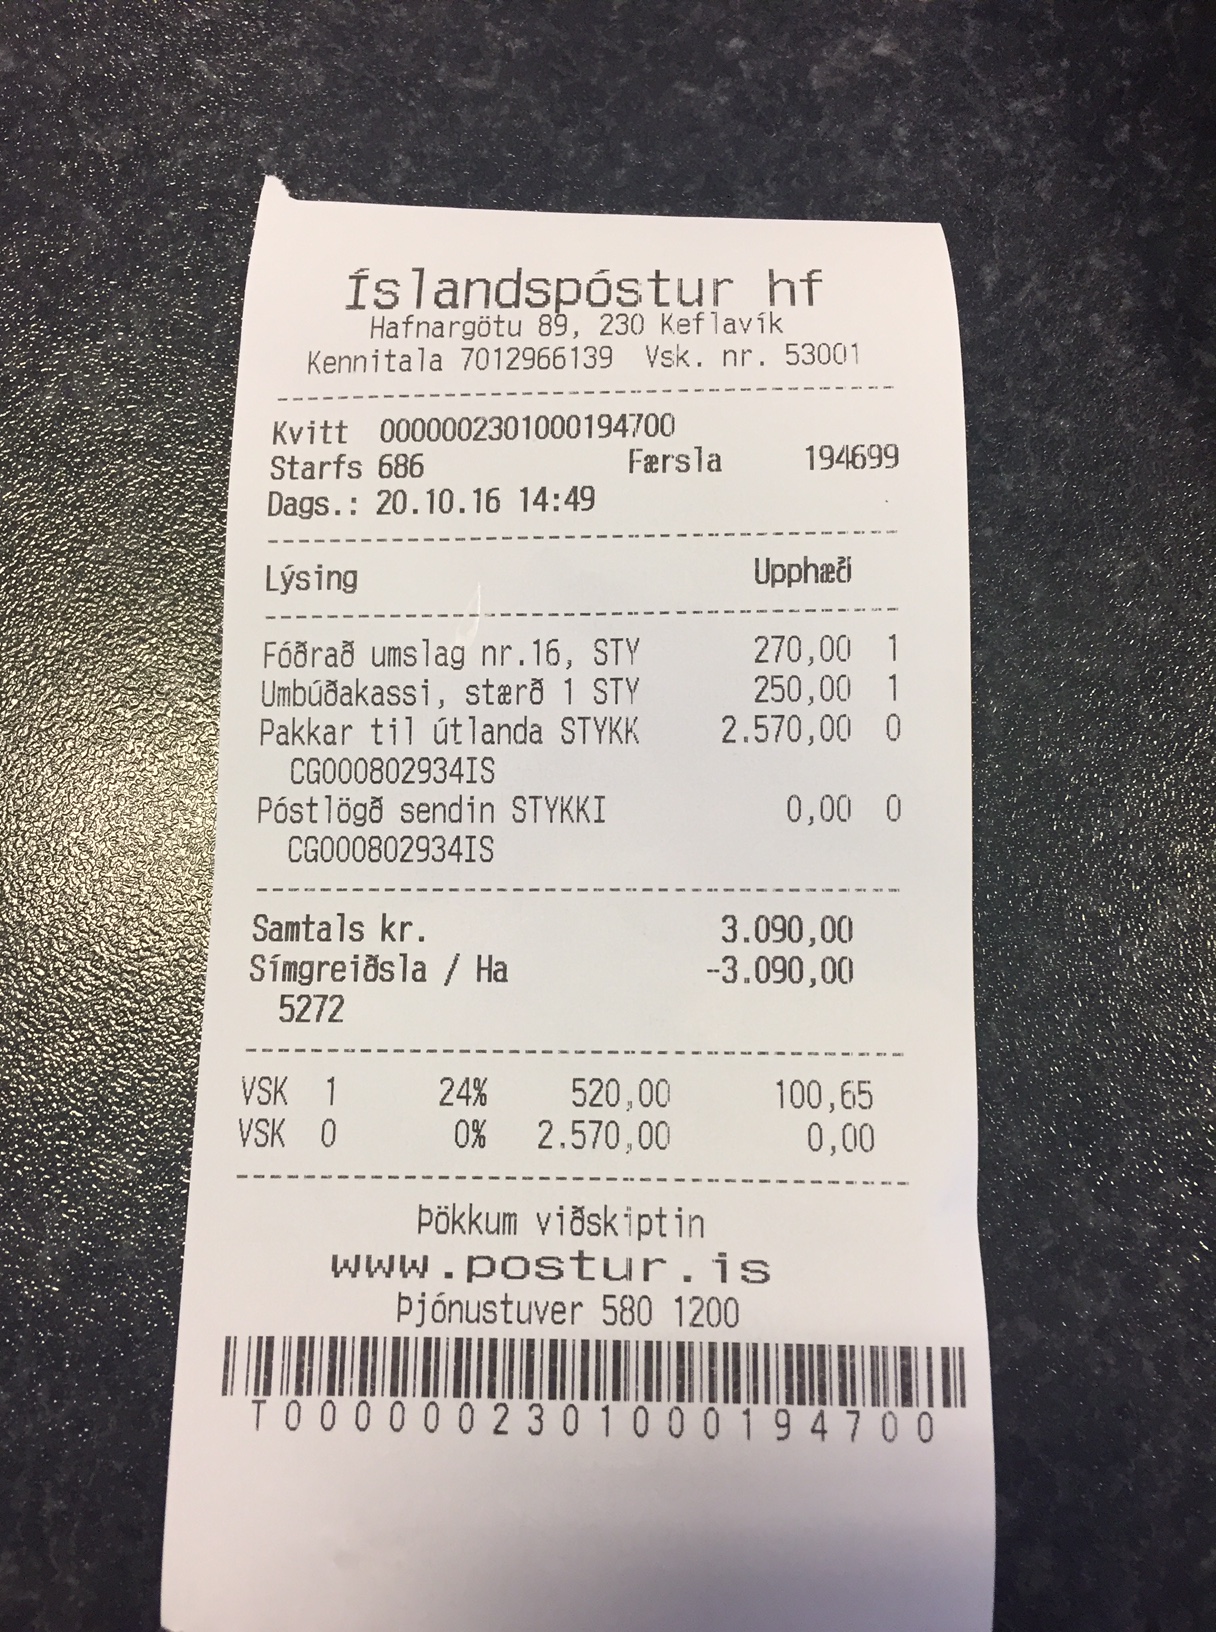 Íslandspóstur hf
Hafnargötu 89, 230 Keflavík
Kennitala 7012966139 Vsk. nr. 53001
Kvitt 0000002301000194700
Starfs 686 Færsla 194699
Dags.: 20.10.16 14:49
Lýsing Upphæð
Fóðrað umslag nr.16, STY 270,00 1
Umbúðakassi, stærð 1 STY 250,00 1
Pakkar til útlanda STYKK 2.570,00 0
CG000802934IS
Póstlögð sendin STYKKI 0,00 0
CG000802934IS
Samtals kr. 3.090,00
Símgreiðsla / Ha -3.090,00
5272
VSK 1 24% 520,00 100,65
VSK 0 0% 2.570,00 0,00
Þökkum viðskiptin
www.postur.is
Þjónustuver 580 1200
T0000002301000194700